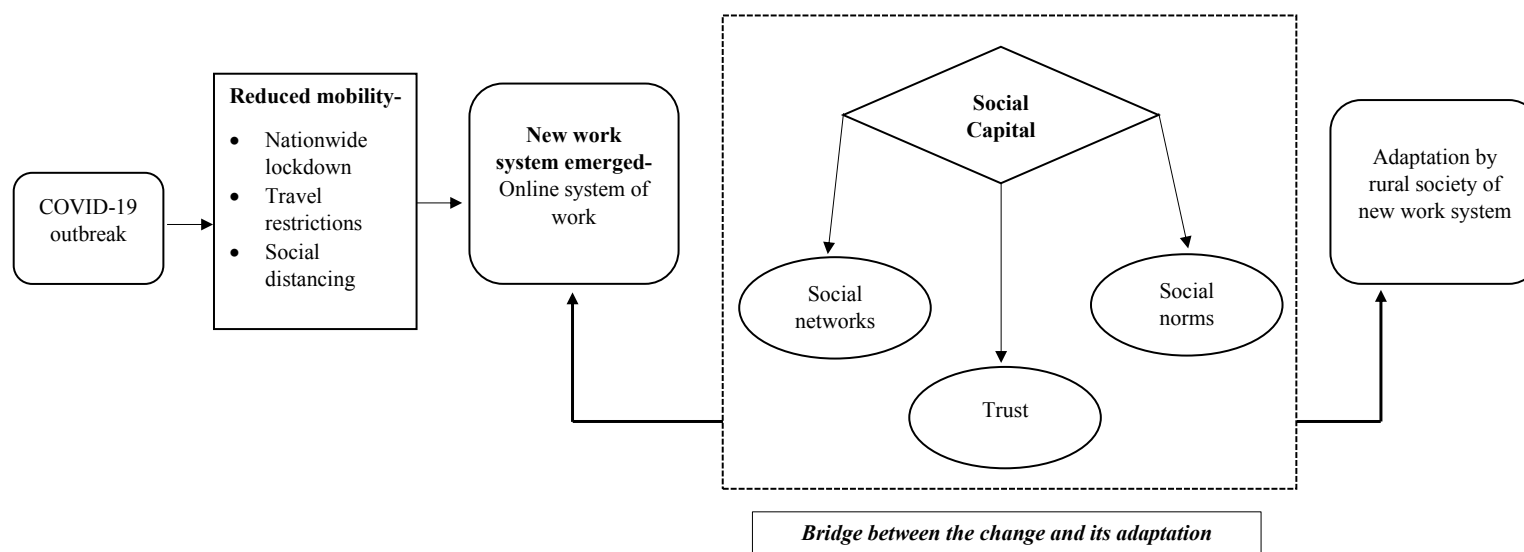 COVID-19
outbreak
Reduced mobility-
• Nationwide
lockdown
• Travel
restrictions
• Social
distancing
New work
system emerged-
Online system of
work
Social
Capital
Social
networks
Trust
Social
norms
Bridge between the change and its adaptation
Adaptation by
rural society of
new work system